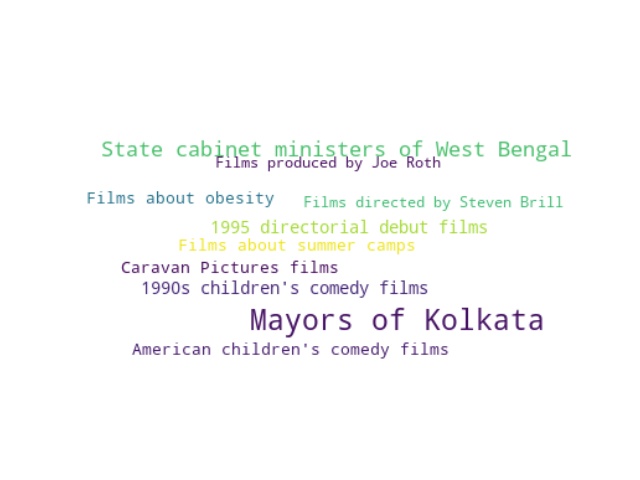 State cabinet ministers of West Bengal
Films produced by Joe Roth
Films about obesity
Films directed by Steven Brill
1995 directorial debut films
Films about summer camps
Caravan Pictures films
1990s children's comedy films
Mayors of Kolkata
American children's comedy films